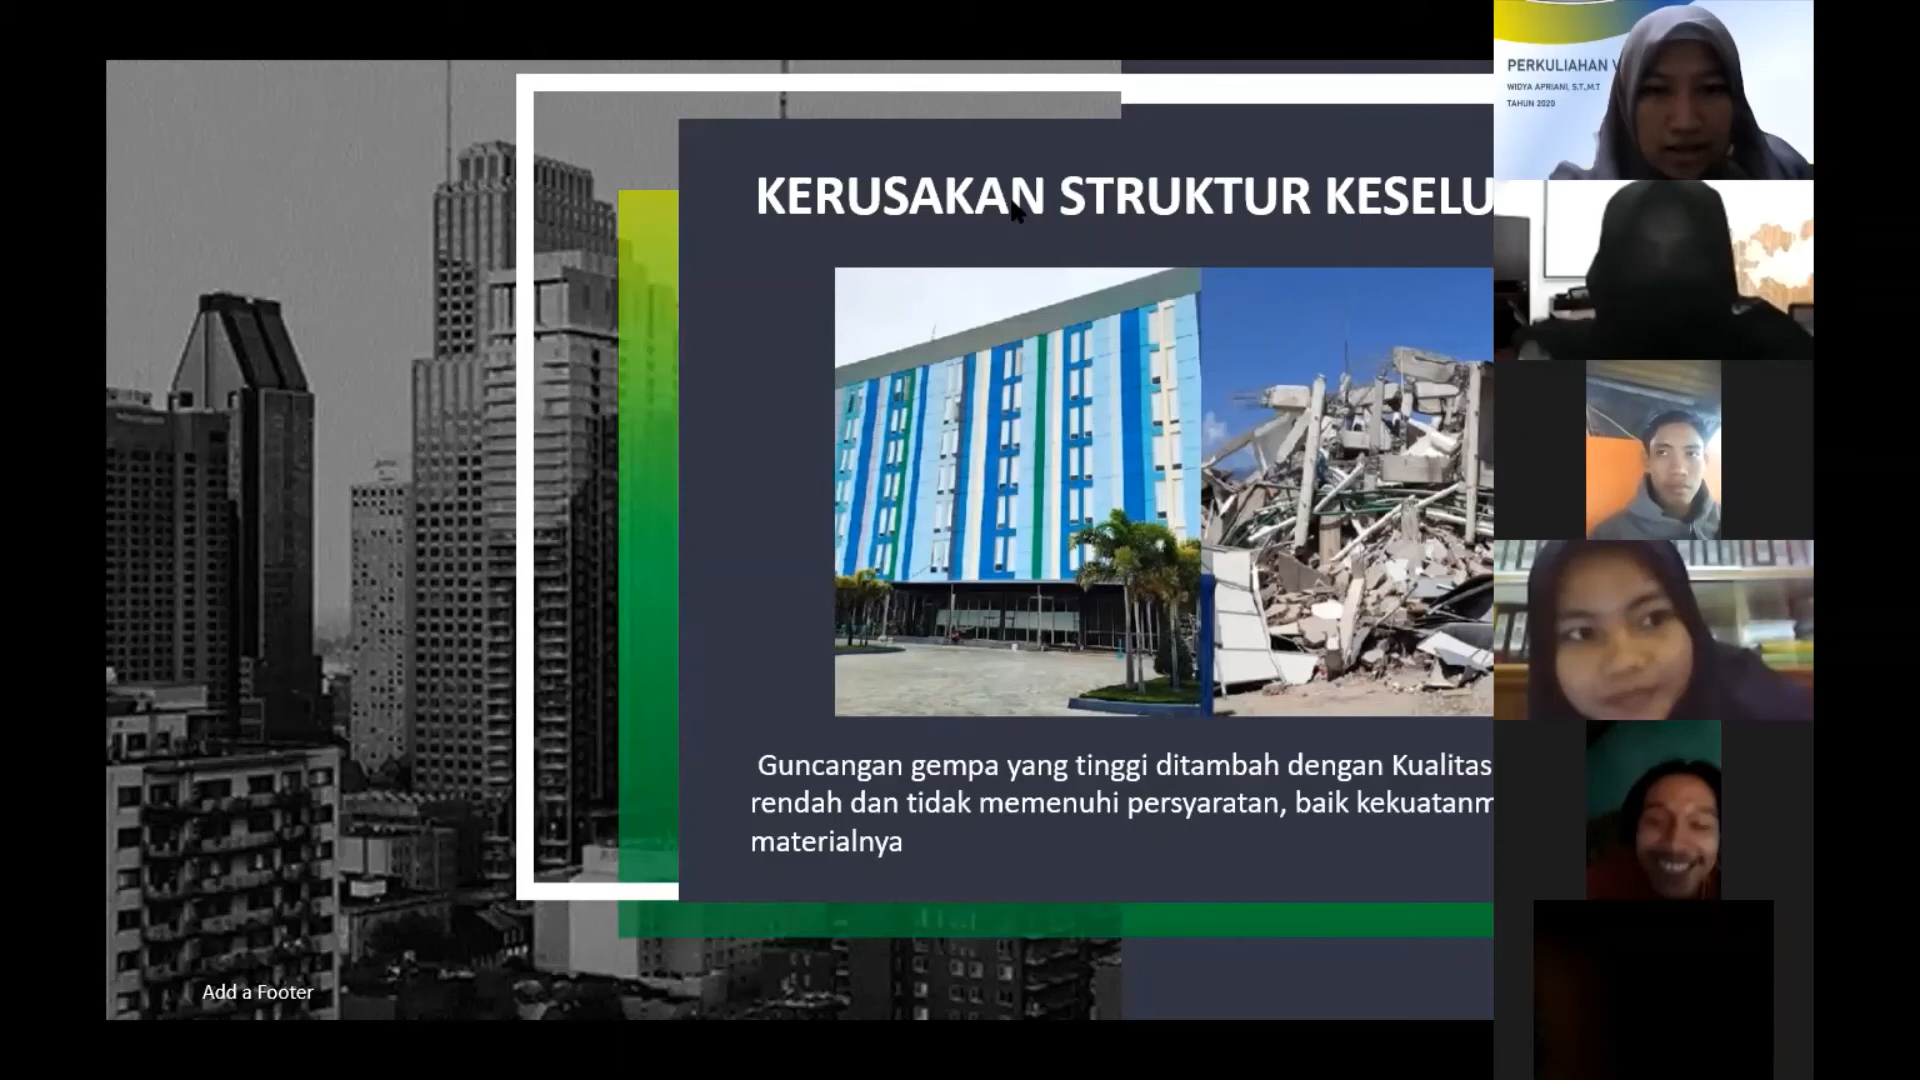 KERUSAKAN STRUKTUR KESELU
Guncangan gempa yang tinggi ditambah dengan Kualitas
rendah dan tidak memenuhi persyaratan, baik kekuatanm
materialnya
Add a Footer
PERKULIAHAN V
WIDYA APRIANI, S.T.,M.T
TAHUN 2020